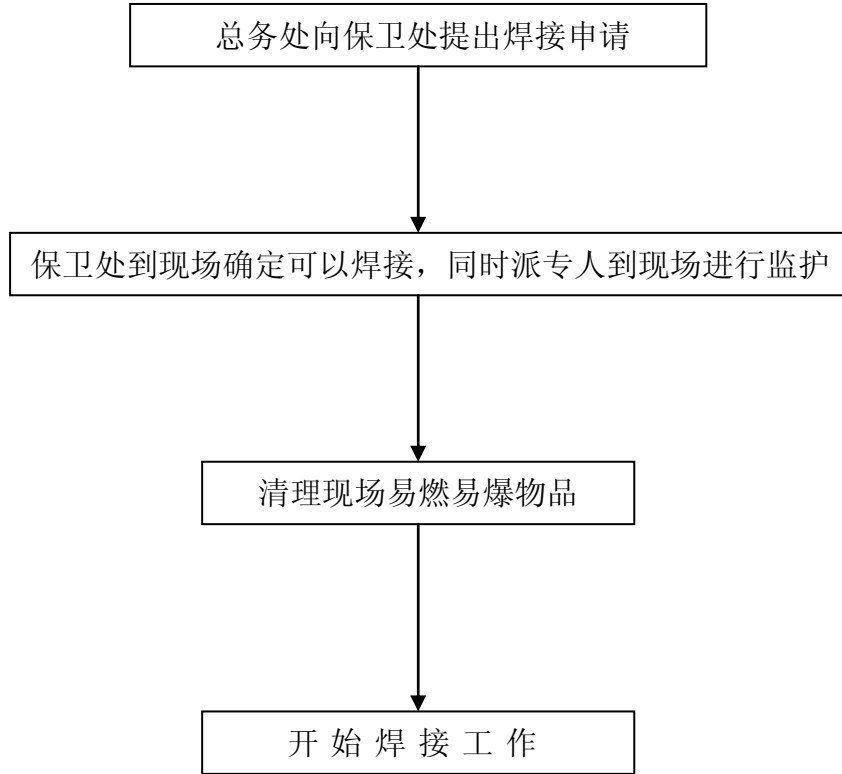 总务处向保卫处提出焊接申请
保卫处到现场确定可以焊接，同时派专人到现场进行监护
清理现场易燃易爆物品
开始焊接工作